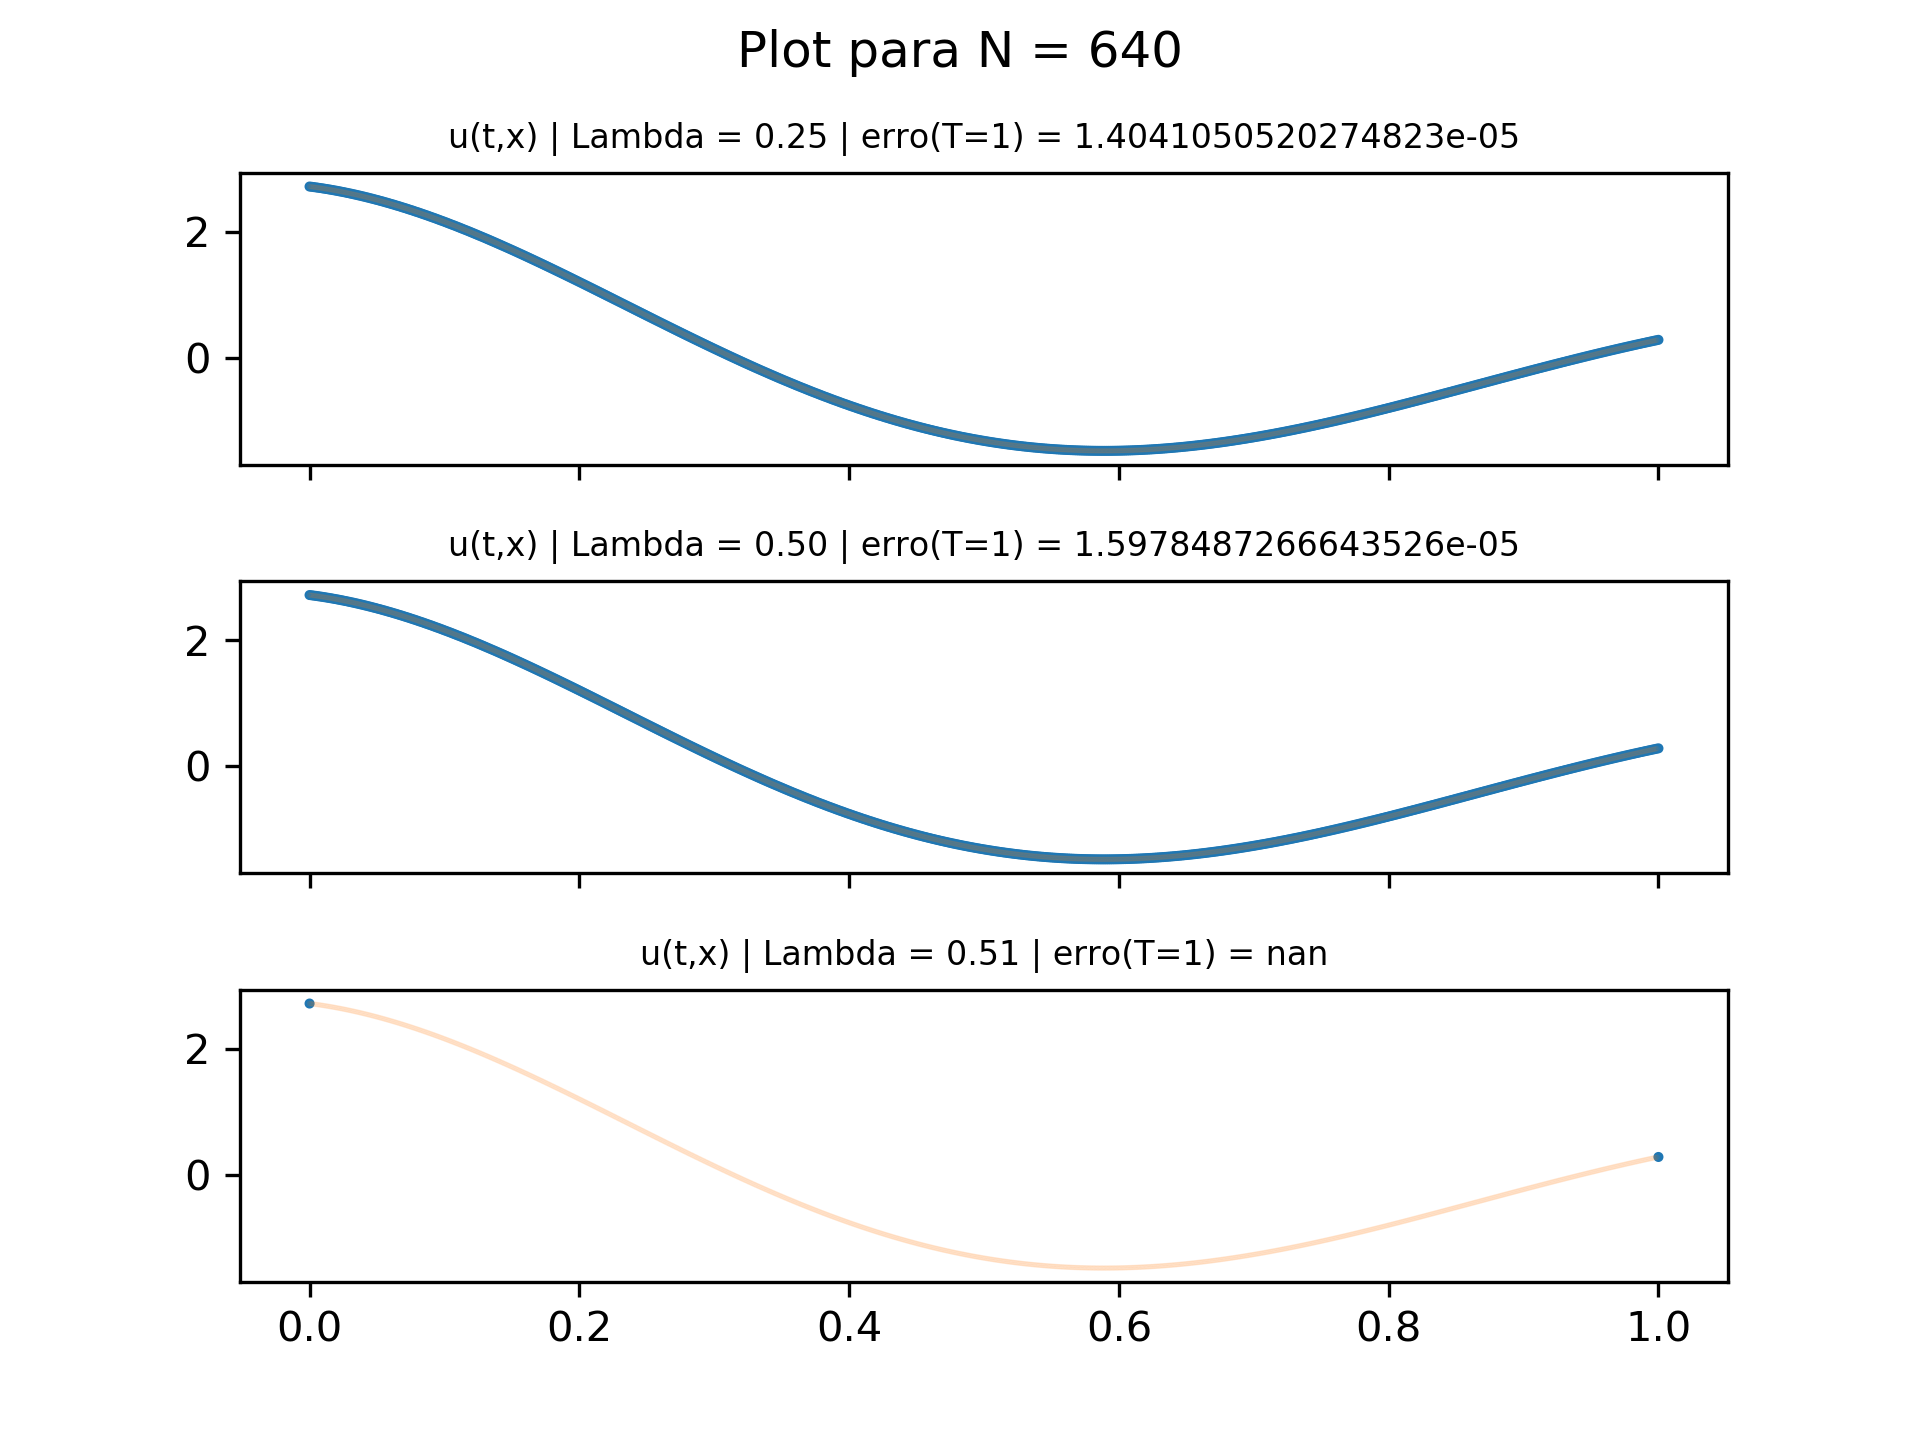 Plot para N = 640
u(t,x) | Lambda = 0.25 | erro(T=1) = 1.4041050520274823e-05
2
0
u(t,x) | Lambda = 0.50 | erro(T=1) = 1.5978487266643526e-05
2
0
u(t,x) | Lambda = 0.51 | erro(T=1) = nan
2
0
0.0 0.2 0.4 0.6 0.8 1.0